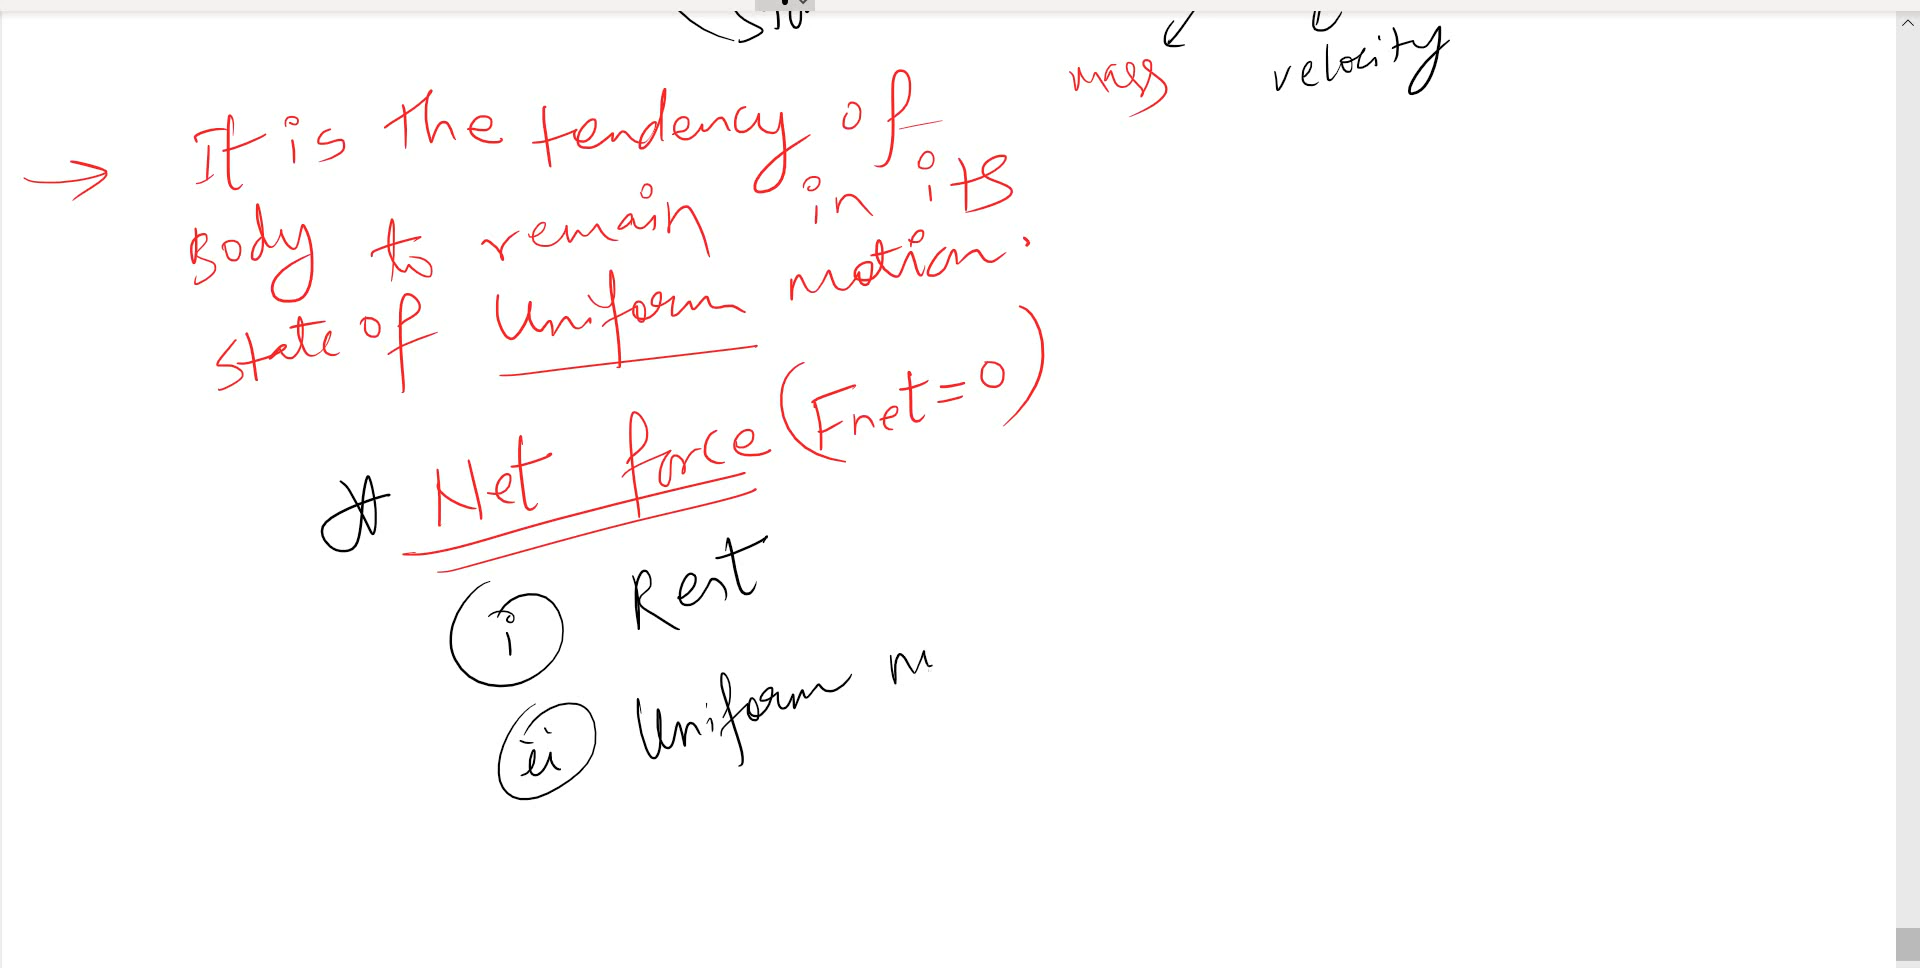 mass velocity
→ It is the tendency of
Body to remain in its
state of Uniform motion.
* Net force (Fnet = 0)
(i) Rest
(ii) Uniform m